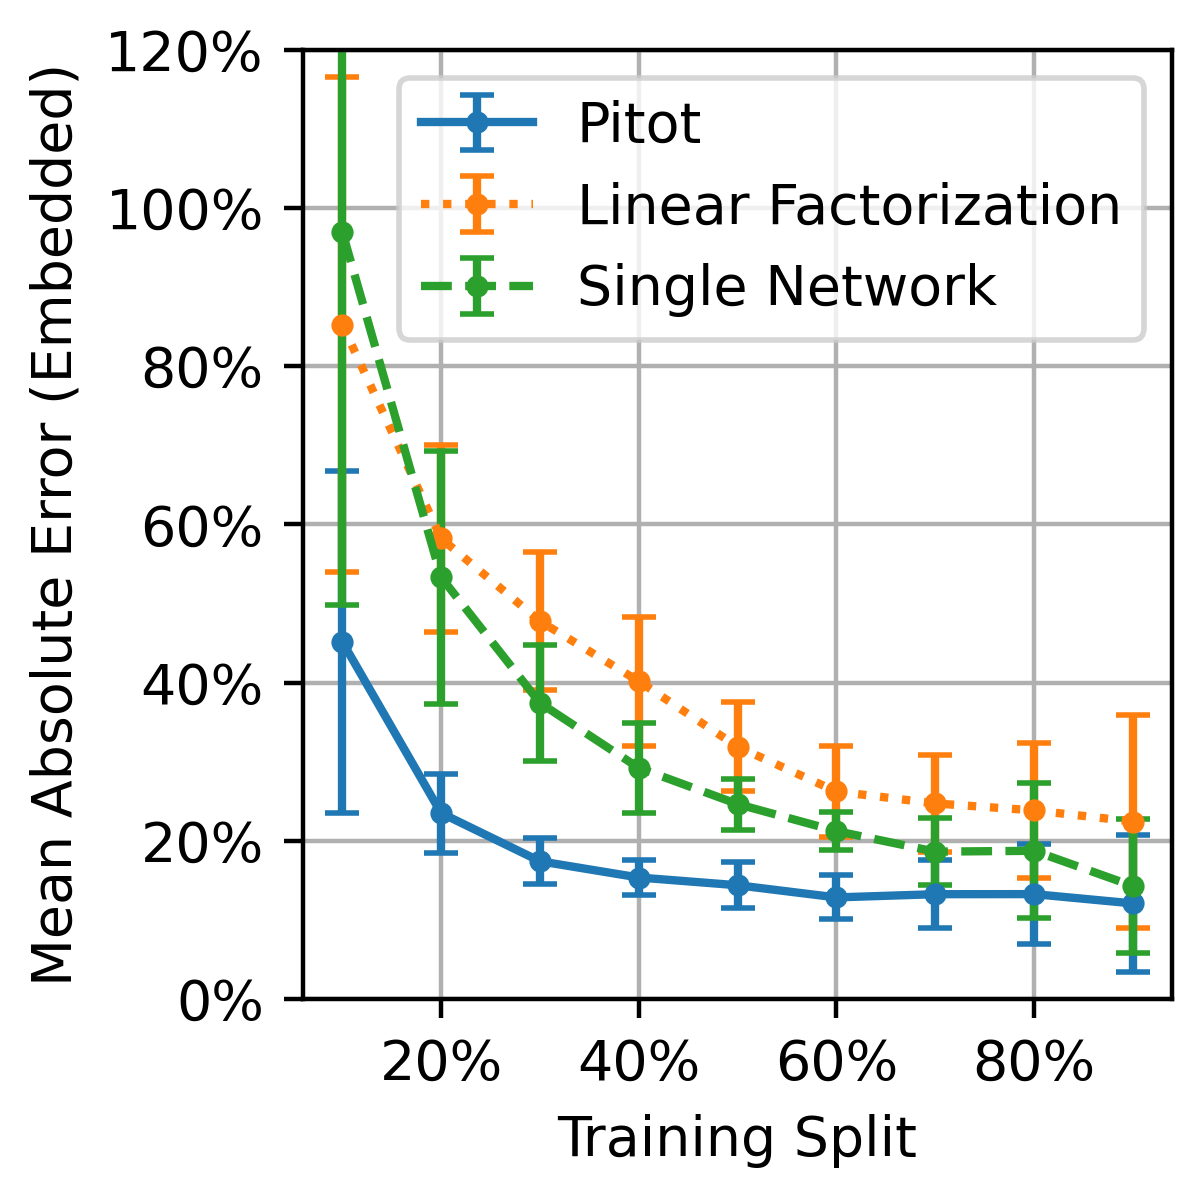 Mean Absolute Error (Embedded)
120%
100%
80%
60%
40%
20%
0%
Pitot
Linear Factorization
Single Network
20%
40%
60%
80%
Training Split